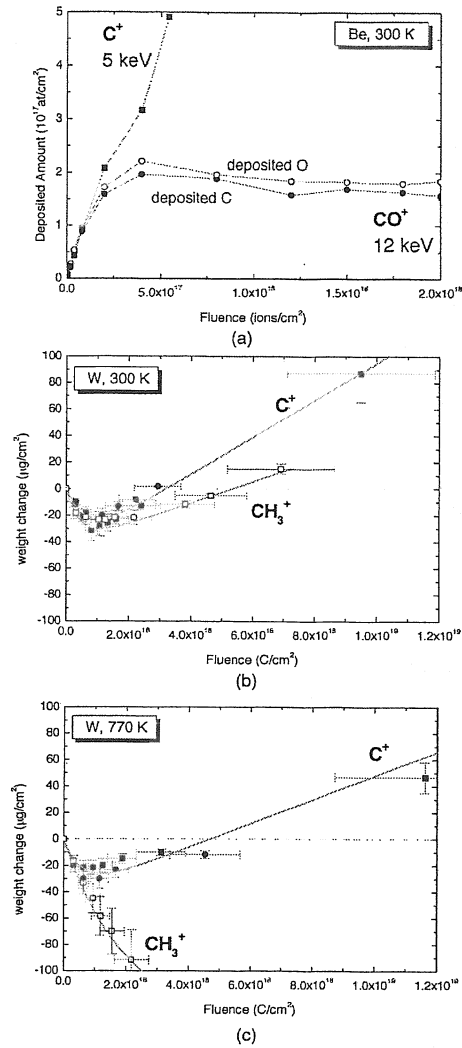 5
4
3
2
1
0
Deposited Amount (10¹⁷at/cm²)
C⁺
5 keV
Be, 300 K
deposited O
deposited C
CO⁺
12 keV
0.0 5.0x10¹⁷ 1.0x10¹⁸ 1.5x10¹⁸ 2.0x10¹⁸
Fluence (ions/cm²)
(a)
100
80
60
40
20
0
-20
-40
-60
-80
-100
weight change (µg/cm²)
W, 300 K
C⁺
CH₃⁺
0.0 2.0x10¹⁸ 4.0x10¹⁸ 6.0x10¹⁸ 8.0x10¹⁸ 1.0x10¹⁹ 1.2x10¹⁹
Fluence (C/cm²)
(b)
100
80
60
40
20
0
-20
-40
-60
-80
-100
weight change (µg/cm²)
W, 770 K
C⁺
CH₃⁺
0.0 2.0x10¹⁸ 4.0x10¹⁸ 6.0x10¹⁸ 8.0x10¹⁸ 1.0x10¹⁹ 1.2x10¹⁹
Fluence (C/cm²)
(c)